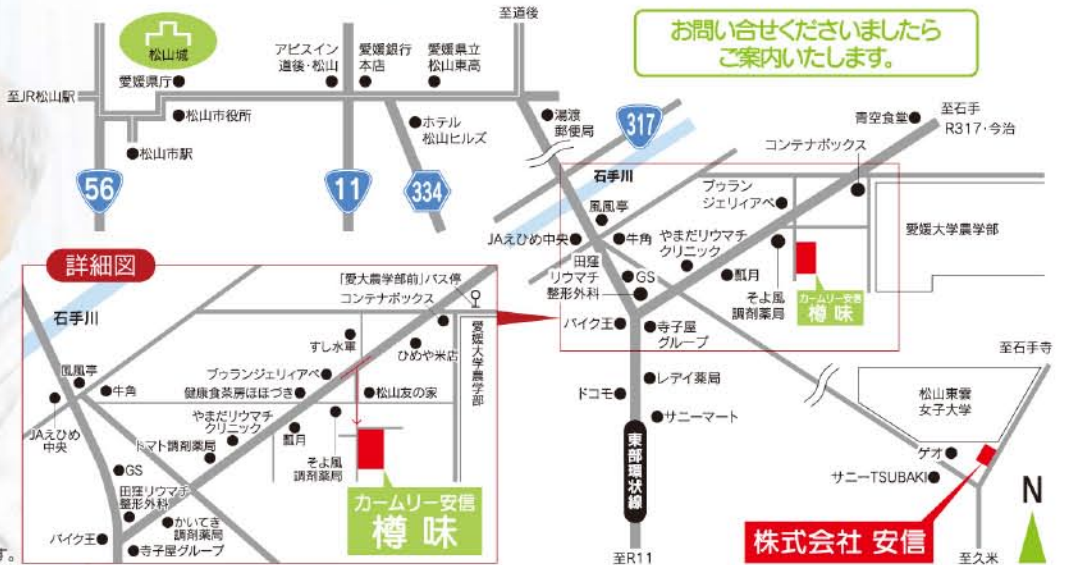 至道後
お問い合せくださいましたら
ご案内いたします。
松山城
アビスイン
道後・松山
愛媛銀行
本店
愛媛県立
松山東高
愛媛県庁
至JR松山駅
松山市役所
ホテル
松山ヒルズ
湯渡
郵便局
317
青空食堂
至石手
R317・今治
松山市駅
コンテナボックス
56
11
334
石手川
ブゥラン
ジェリィアペ
風風亭
愛媛大学農学部
JAえひめ中央
牛角
やまだリウマチ
クリニック
田窪
リウマチ
整形外科
GS
瓢月
そよ風
調剤薬局
カームリー安信
樽味
バイク王
寺子屋
グループ
至石手寺
ドコモ
レデイ薬局
松山東雲
女子大学
サニーマート
東部環状線
ゲオ
サニーTSUBAKI
N
株式会社 安信
至R11
至久米
詳細図
「愛大農学部前」バス停
コンテナボックス
石手川
愛媛大学農学部
すし水軍
ひめや米店
風風亭
ブゥランジェリィアペ
牛角
健康食茶房ほほづき
松山友の家
JAえひめ
中央
やまだリウマチ
クリニック
瓢月
トマト調剤薬局
そよ風
調剤薬局
GS
田窪リウマチ
整形外科
カームリー安信
樽味
かいてき
調剤薬局
バイク王
寺子屋グループ
す。